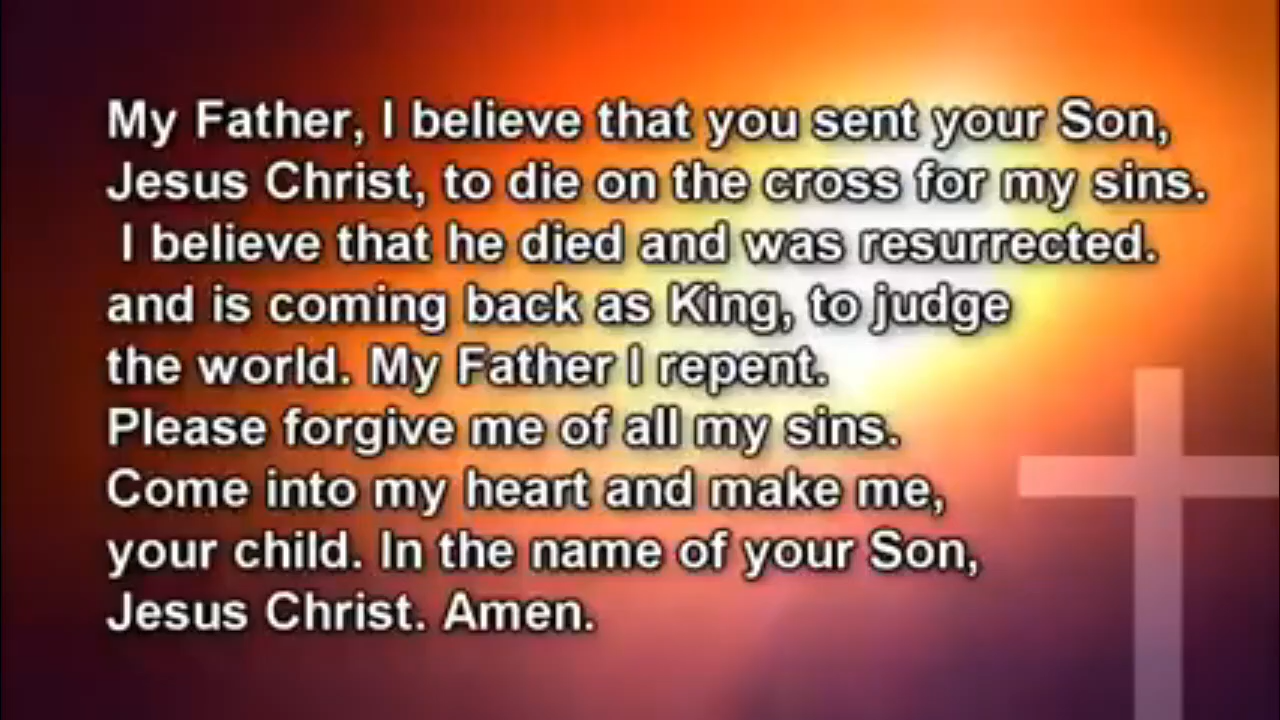 My Father, I believe that you sent your Son,
Jesus Christ, to die on the cross for my sins.
I believe that he died and was resurrected.
and is coming back as King, to judge
the world. My Father I repent.
Please forgive me of all my sins.
Come into my heart and make me,
your child. In the name of your Son,
Jesus Christ. Amen.